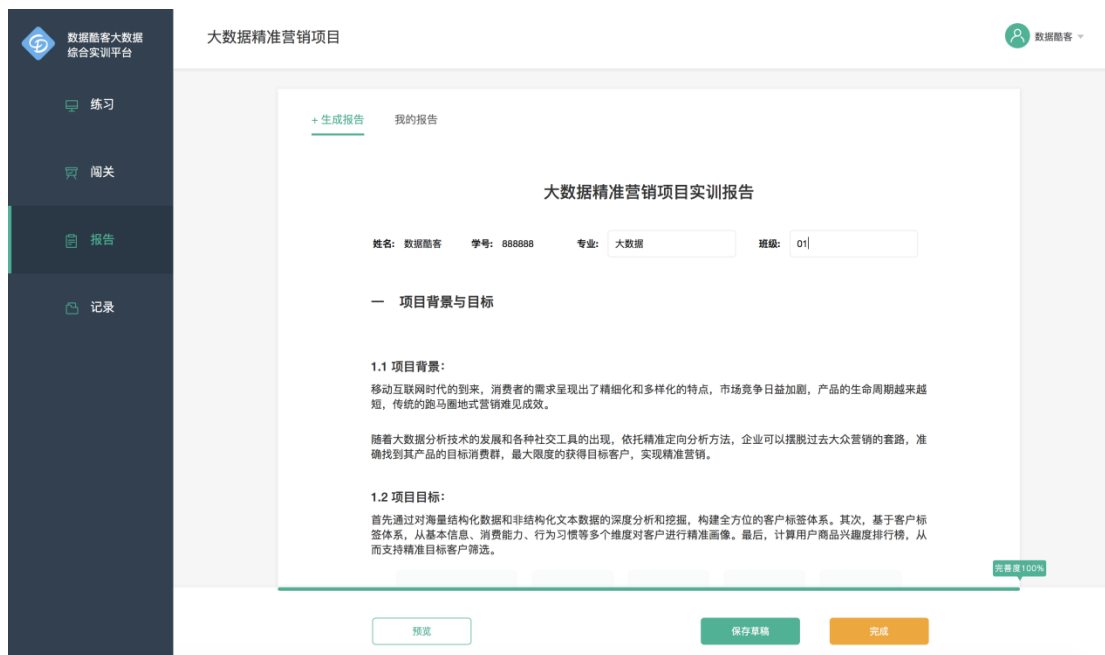 数据酷客大数据
综合实训平台
大数据精准营销项目
数据酷客
练习
闯关
报告
记录
+ 生成报告 我的报告
大数据精准营销项目实训报告
姓名: 数据酷客 学号: 888888 专业: 大数据 班级: 01
一 项目背景与目标
1.1 项目背景:
移动互联网时代的到来，消费者的需求呈现出了精细化和多样化的特点，市场竞争日益加剧，产品的生命周期越来越
短，传统的跑马圈地式营销难见成效。
随着大数据分析技术的发展和各种社交工具的出现，依托精准定向分析方法，企业可以摆脱过去大众营销的套路，准
确找到其产品的目标消费群，最大限度的获得目标客户，实现精准营销。
1.2 项目目标:
首先通过对海量结构化数据和非结构化文本数据的深度分析和挖掘，构建全方位的客户标签体系。其次，基于客户标
签体系，从基本信息、消费能力、行为习惯等多个维度对客户进行精准画像。最后，计算用户商品兴趣度排行榜，从
而支持精准目标客户筛选。
完善度100%
预览 保存草稿 完成